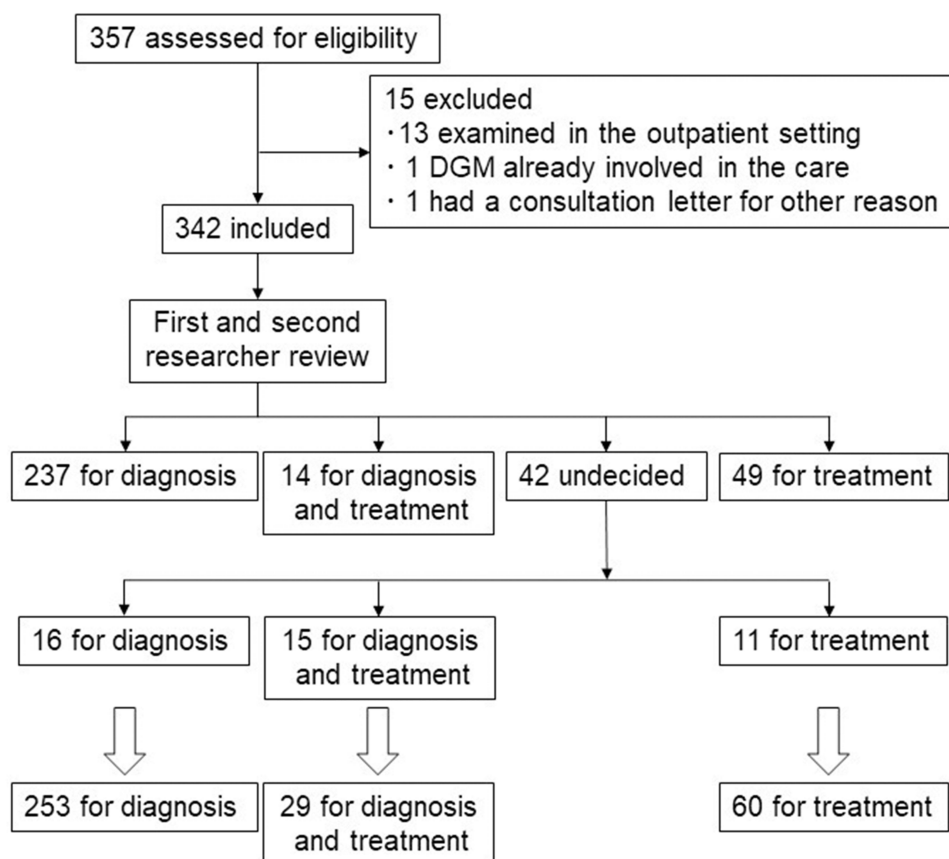 357 assessed for eligibility
15 excluded
・13 examined in the outpatient setting
・ 1 DGM already involved in the care
・ 1 had a consultation letter for other reason
342 included
First and second
researcher review
237 for diagnosis
14 for diagnosis
and treatment
42 undecided
49 for treatment
16 for diagnosis
15 for diagnosis
and treatment
11 for treatment
253 for diagnosis
29 for diagnosis
and treatment
60 for treatment